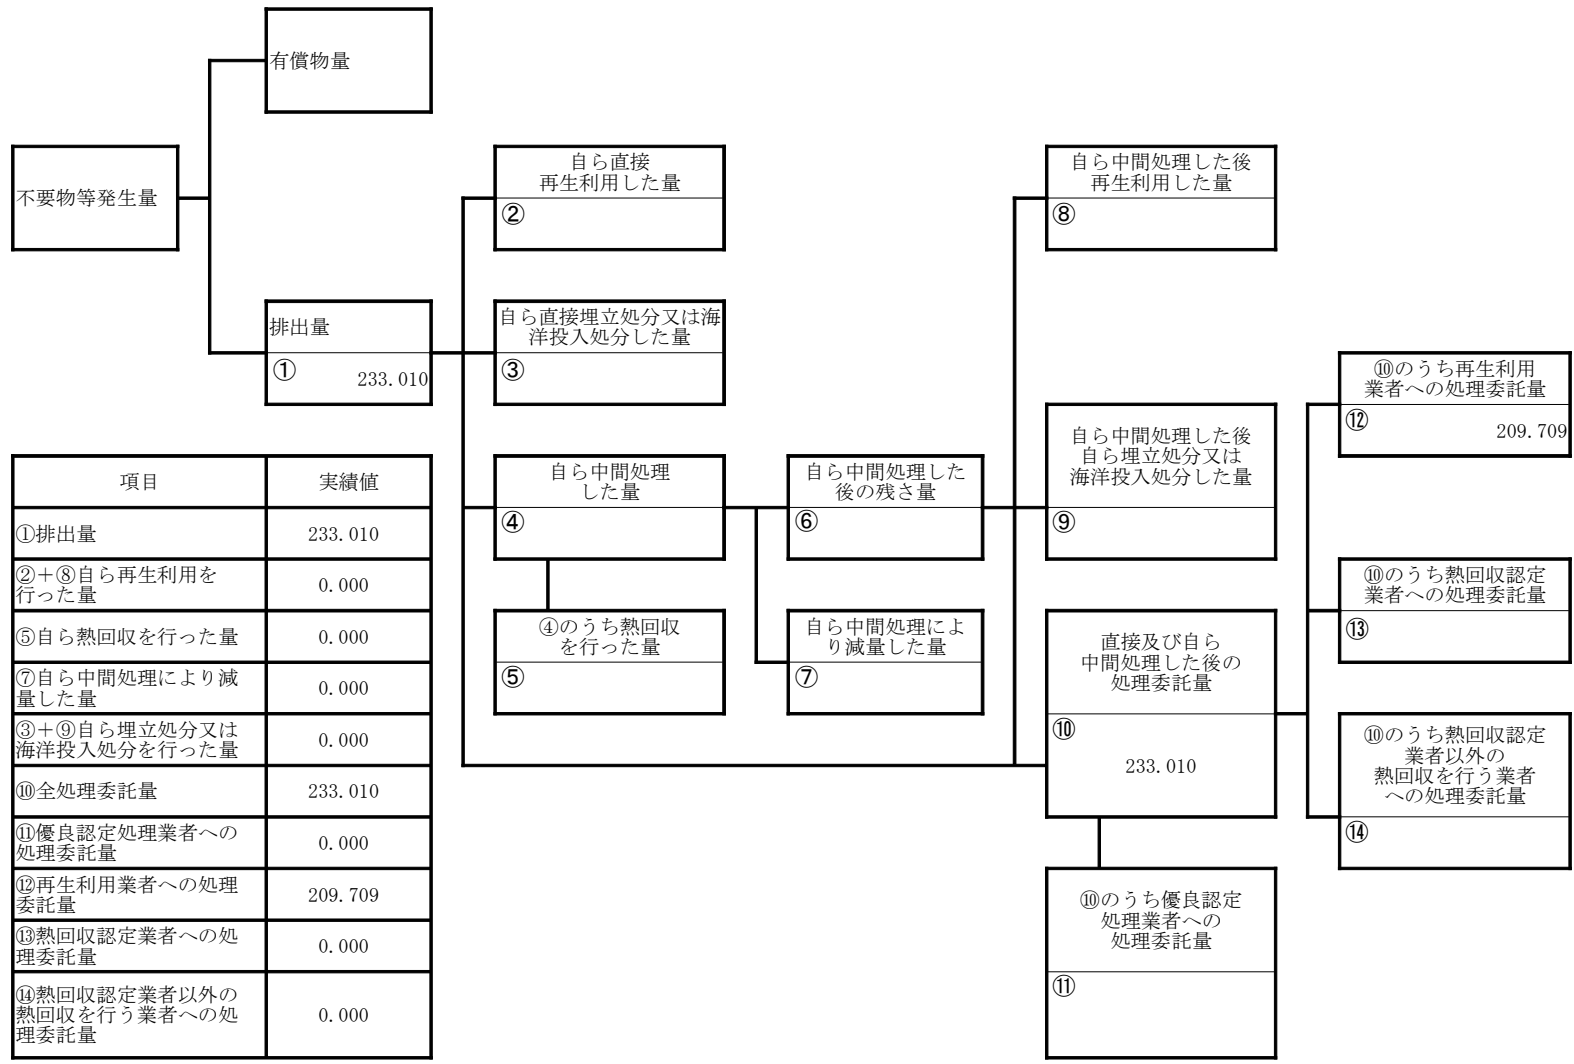 有償物量
不要物等発生量
排出量
①
233.010
自ら直接
再生利用した量
②
自ら直接埋立処分又は海
洋投入処分した量
③
自ら中間処理
した量
④
④のうち熱回収
を行った量
⑤
自ら中間処理した
後の残さ量
⑥
自ら中間処理によ
り減量した量
⑦
自ら中間処理した後
再生利用した量
⑧
自ら中間処理した後
自ら埋立処分又は
海洋投入処分した量
⑨
直接及び自ら
中間処理した後の
処理委託量
⑩
233.010
⑩のうち優良認定
処理業者への
処理委託量
⑪
⑩のうち再生利用
業者への処理委託量
⑫
209.709
⑩のうち熱回収認定
業者への処理委託量
⑬
⑩のうち熱回収認定
業者以外の
熱回収を行う業者
への処理委託量
⑭
項目 実績値
①排出量 233.010
②+⑧自ら再生利用を
行った量 0.000
⑤自ら熱回収を行った量 0.000
⑦自ら中間処理により減
量した量 0.000
③+⑨自ら埋立処分又は
海洋投入処分を行った量 0.000
⑩全処理委託量 233.010
⑪優良認定処理業者への
処理委託量 0.000
⑫再生利用業者への処理
委託量 209.709
⑬熱回収認定業者への処
理委託量 0.000
⑭熱回収認定業者以外の
熱回収を行う業者への処
理委託量 0.000